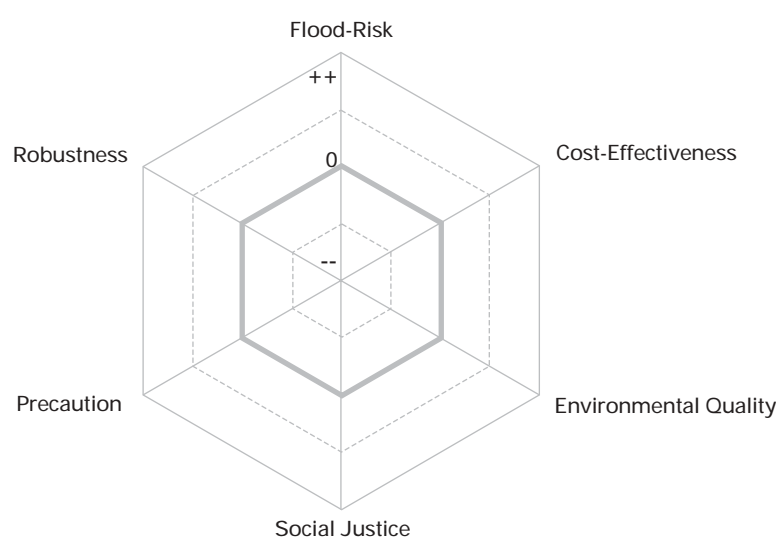 Flood-Risk
++
Robustness
0
Cost-Effectiveness
--
Precaution
Environmental Quality
Social Justice